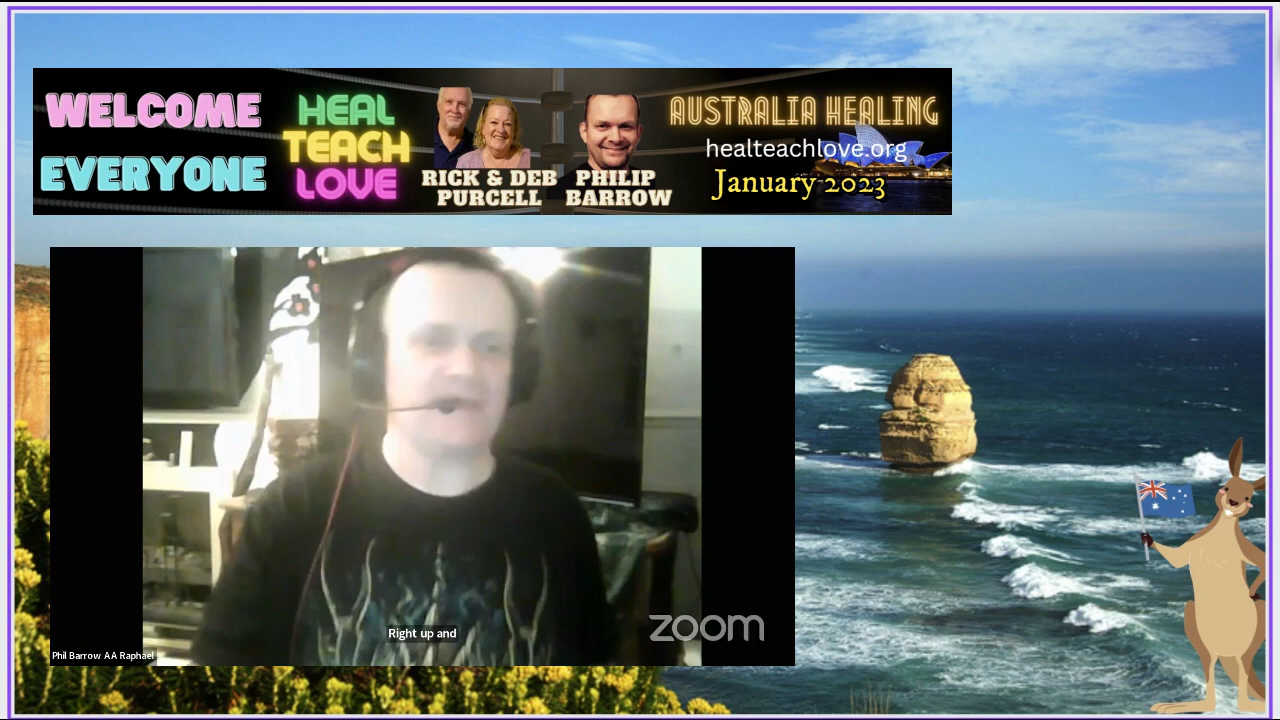 WELCOME
EVERYONE
HEAL
TEACH
LOVE
RICK & DEB
PURCELL
PHILIP
BARROW
AUSTRALIA HEALING
healteachlove.org
January 2023
Right up and
zoom
Phil Barrow AA Raphael